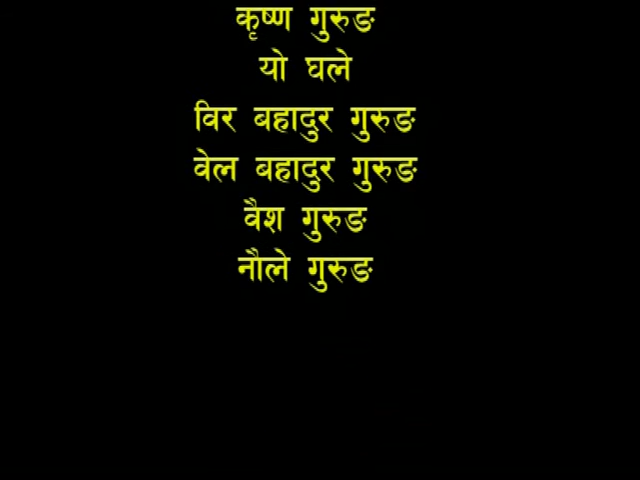 कृष्ण गुरुङ
यो घले
विर बहादुर गुरुङ
वेल बहादुर गुरुङ
वैश गुरुङ
नौले गुरुङ